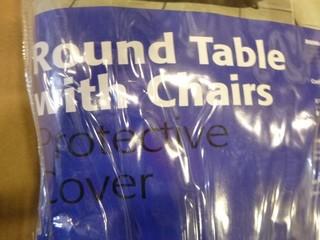 Round Table
with Chairs
Protective
Cover